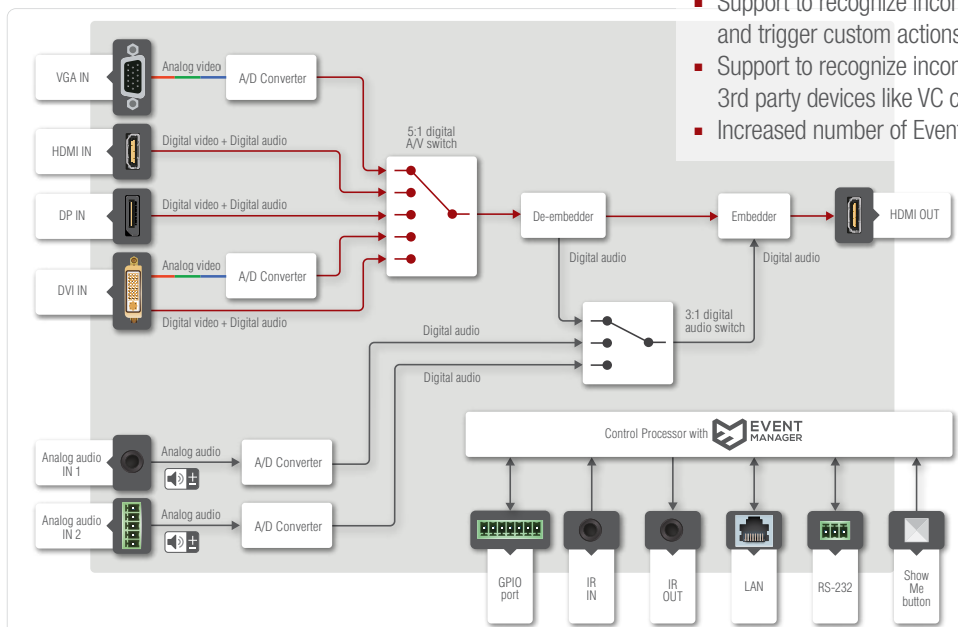 ▪ Support to recognize
and trigger custom actions
▪ Support to recognize
3rd party devices like VC
▪ Increased number of
VGA IN
Analog video
A/D Converter
HDMI IN
Digital video + Digital audio
5:1 digital
A/V switch
DP IN
Digital video + Digital audio
De-embedder
Embedder
HDMI OUT
Digital audio
Digital audio
DVI IN
Analog video
A/D Converter
Digital video + Digital audio
Digital audio
3:1 digital
audio switch
Digital audio
Control Processor with EVENT
MANAGER
Analog audio
IN 1
Analog audio
A/D Converter
Analog audio
IN 2
Analog audio
A/D Converter
GPIO
port
IR
IN
IR
OUT
LAN
RS-232
Show
Me
button